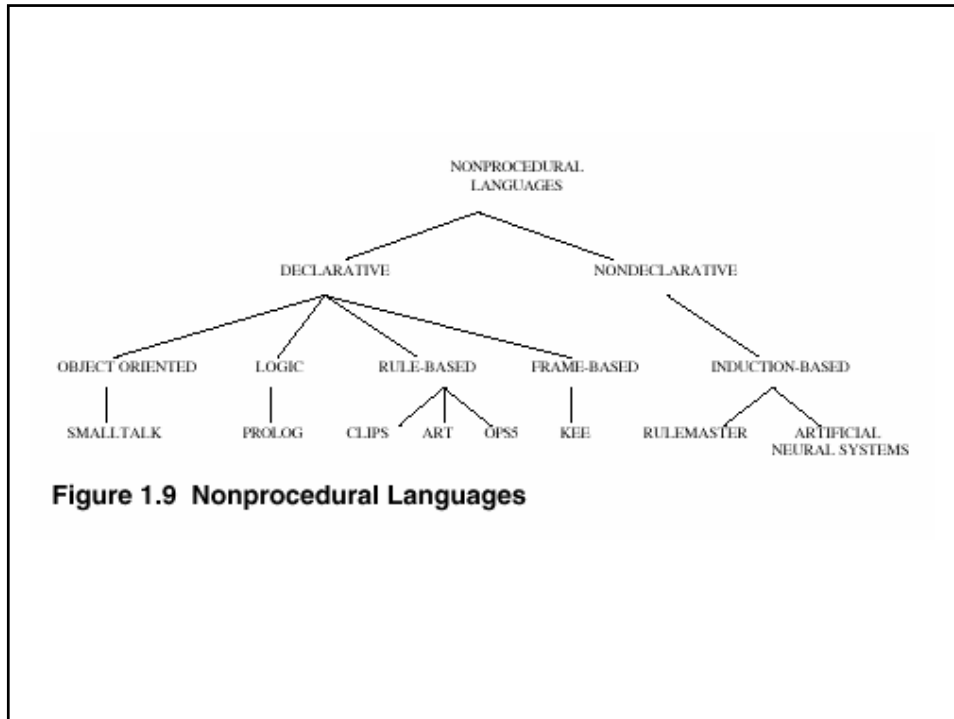 NONPROCEDURAL
LANGUAGES
DECLARATIVE NONDECLARATIVE
OBJECT ORIENTED LOGIC RULE-BASED FRAME-BASED INDUCTION-BASED
SMALLTALK PROLOG CLIPS ART OPS5 KEE RULEMASTER ARTIFICIAL
NEURAL SYSTEMS
Figure 1.9 Nonprocedural Languages